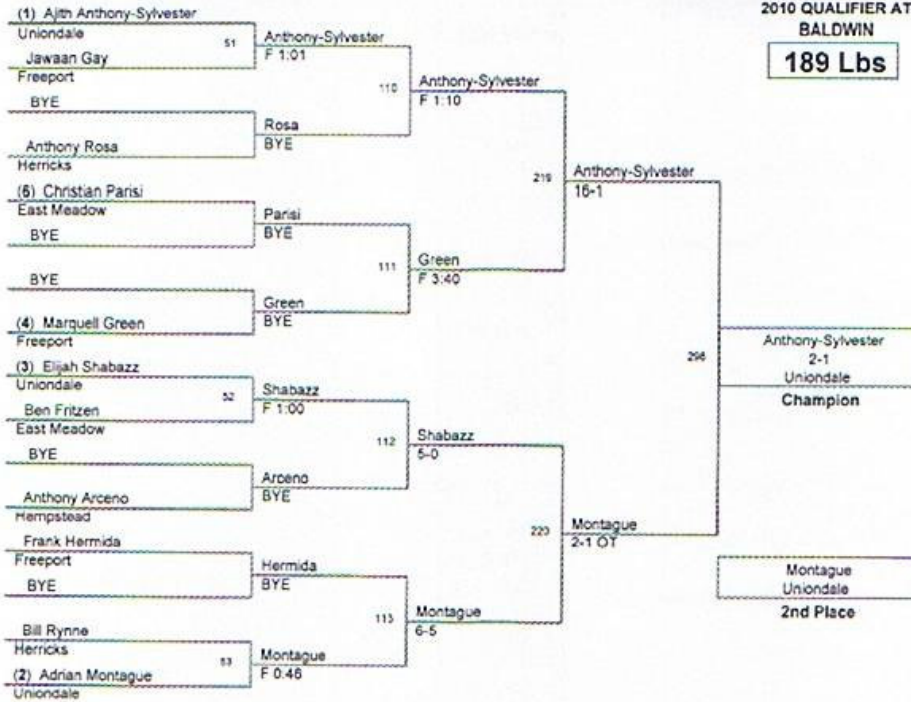 2010 QUALIFIER AT
BALDWIN
189 Lbs
(1) Ajith Anthony-Sylvester
Uniondale
51
Jawaan Gay
Freeport
Anthony-Sylvester
F 1:01
BYE
Anthony Rosa
Herricks
Rosa
BYE
110
Anthony-Sylvester
F 1:10
(6) Christian Parisi
East Meadow
BYE
Parisi
BYE
BYE
(4) Marquell Green
Freeport
Green
BYE
111
Green
F 3:40
219
Anthony-Sylvester
16-1
(3) Elijah Shabazz
Uniondale
52
Ben Fritzen
East Meadow
Shabazz
F 1:00
BYE
Anthony Arceno
Hempstead
Arceno
BYE
112
Shabazz
5-0
Frank Hermida
Freeport
BYE
Hermida
BYE
Bill Rynne
Herricks
53
(2) Adrian Montague
Uniondale
Montague
F 0:46
113
Montague
6-5
220
Montague
2-1 OT
296
Anthony-Sylvester
2-1
Uniondale
Champion
Montague
Uniondale
2nd Place